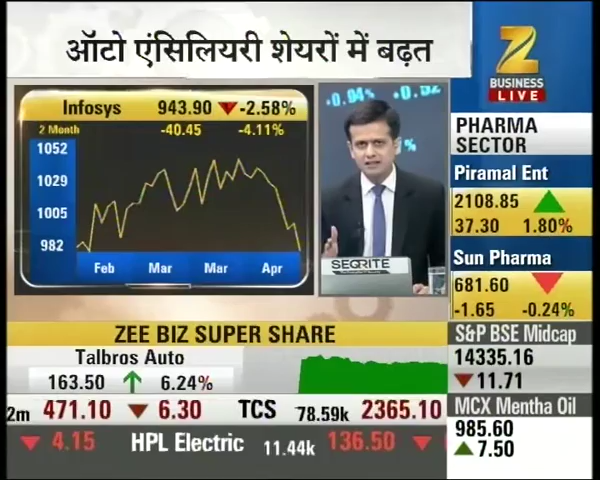 ऑटो एंसिलियरी शेयरों में बढ़त
Z
BUSINESS
LIVE
Infosys 943.90 -2.58%
2 Month -40.45 -4.11%
1052
1029
1005
982
Feb Mar Mar Apr
+0.04%
SEQRITE
PHARMA
SECTOR
Piramal Ent
2108.85
37.30 1.80%
Sun Pharma
681.60
-1.65 -0.24%
ZEE BIZ SUPER SHARE
Talbros Auto
163.50 6.24%
S&P BSE Midcap
14335.16
11.71
MCX Mentha Oil
985.60
7.50
2m 471.10 6.30 TCS 78.59k 2365.10
4.15 HPL Electric 11.44k 136.50